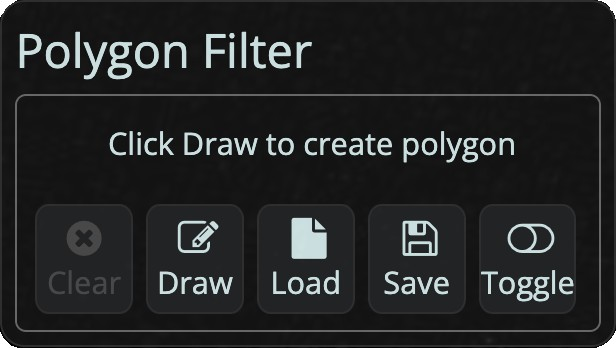 Polygon Filter
Click Draw to create polygon
Clear Draw Load Save Toggle